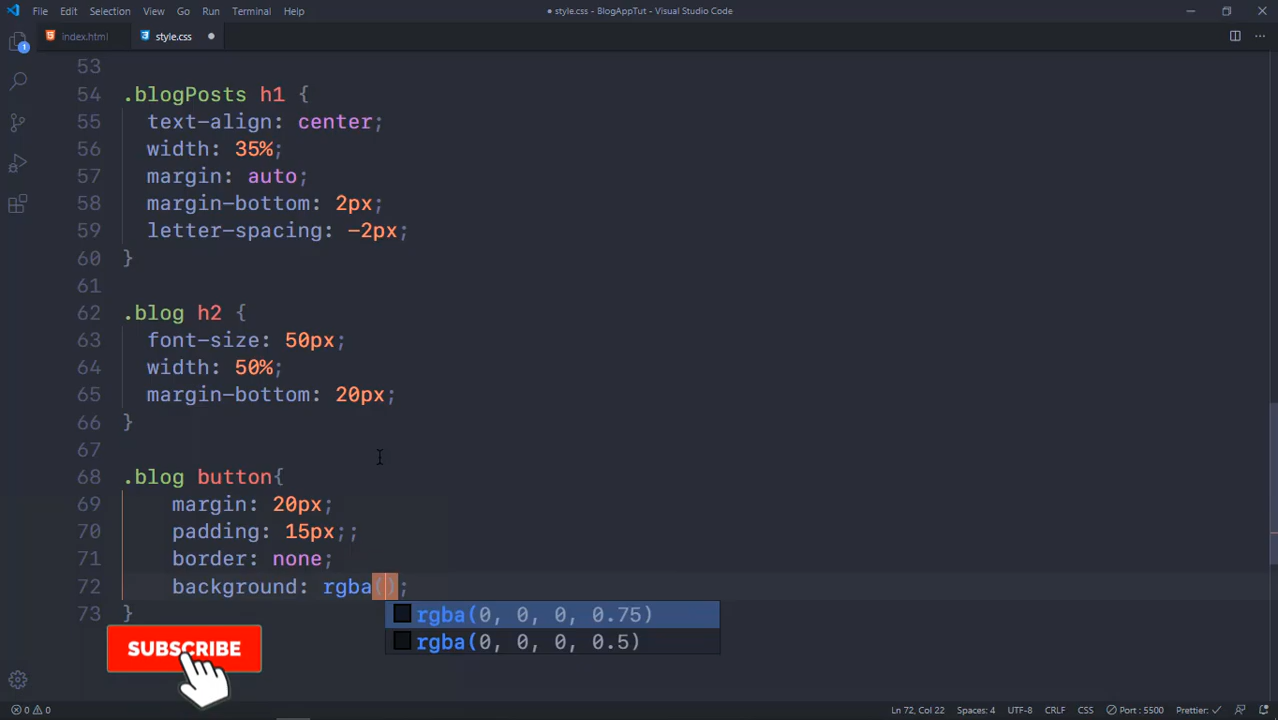 File Edit Selection View Go Run Terminal Help ● style.css - BlogAppTut - Visual Studio Code
index.html style.css
1
53
54 .blogPosts h1 {
55 text-align: center;
56 width: 35%;
57 margin: auto;
58 margin-bottom: 2px;
59 letter-spacing: -2px;
60 }
61
62 .blog h2 {
63 font-size: 50px;
64 width: 50%;
65 margin-bottom: 20px;
66 }
67
68 .blog button{
69 margin: 20px;
70 padding: 15px;;
71 border: none;
72 background: rgba();
rgba(0, 0, 0, 0.75)
73 }
rgba(0, 0, 0, 0.5)
SUBSCRIBE
0 0 Ln 72, Col 22 Spaces: 4 UTF-8 CRLF CSS Port : 5500 Prettier: ✓